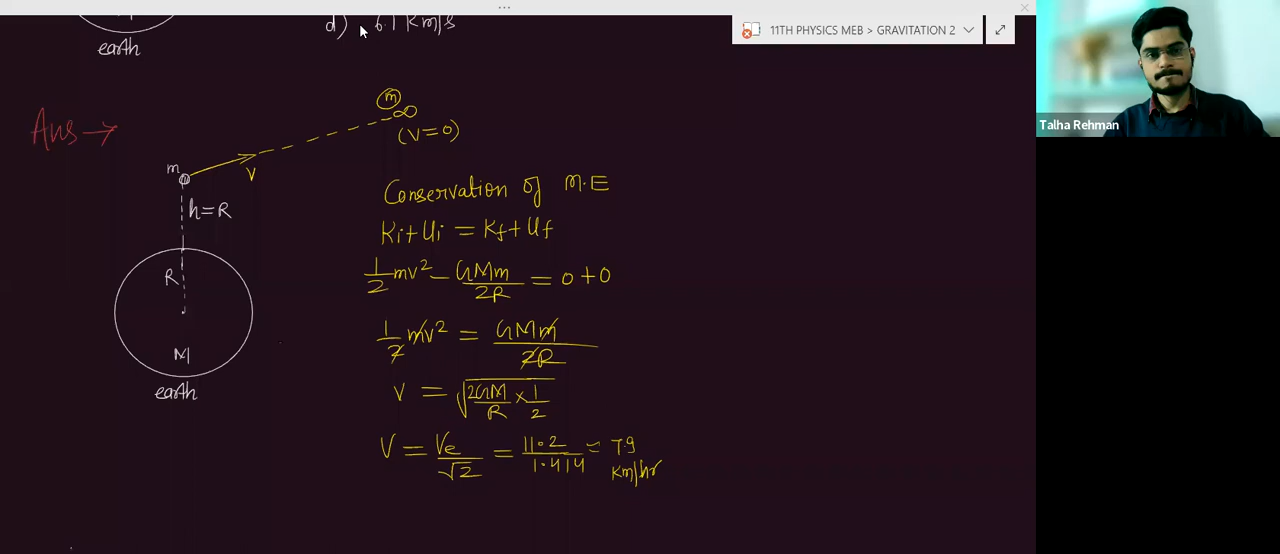 d) 6.1 Km/s
11TH PHYSICS MEB > GRAVITATION 2
earth
Talha Rehman
Ans →
m
∞
(V=0)
m
V
h=R
R
M
earth
Conservation of M.E
Ki+Ui = Kf+Uf
1/2 mv² - GMm/2R = 0+0
1/2 mv² = GMm/2R
V = √(2GM/R × 1/2)
V = Ve/√2 = 11.2/1.414 = 7.9
Km/hr